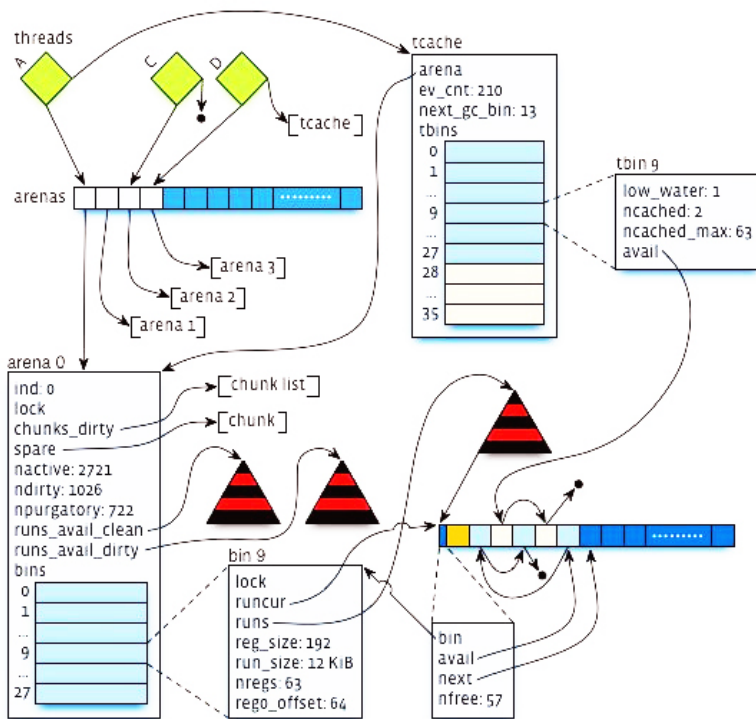 threads
A
C
D
[tcache]
arenas
[arena 3]
[arena 2]
[arena 1]
tcache
arena
ev_cnt: 210
next_gc_bin: 13
tbins
0
1
...
9
...
27
28
...
35
tbin 9
low_water: 1
ncached: 2
ncached_max: 63
avail
arena 0
ind: 0
lock
chunks_dirty
spare
nactive: 2721
ndirty: 1026
npurgatory: 722
runs_avail_clean
runs_avail_dirty
bins
0
1
...
9
...
27
[chunk list]
[chunk]
bin 9
lock
runcur
runs
reg_size: 192
run_size: 12 KiB
nregs: 63
rego_offset: 64
bin
avail
next
nfree: 57